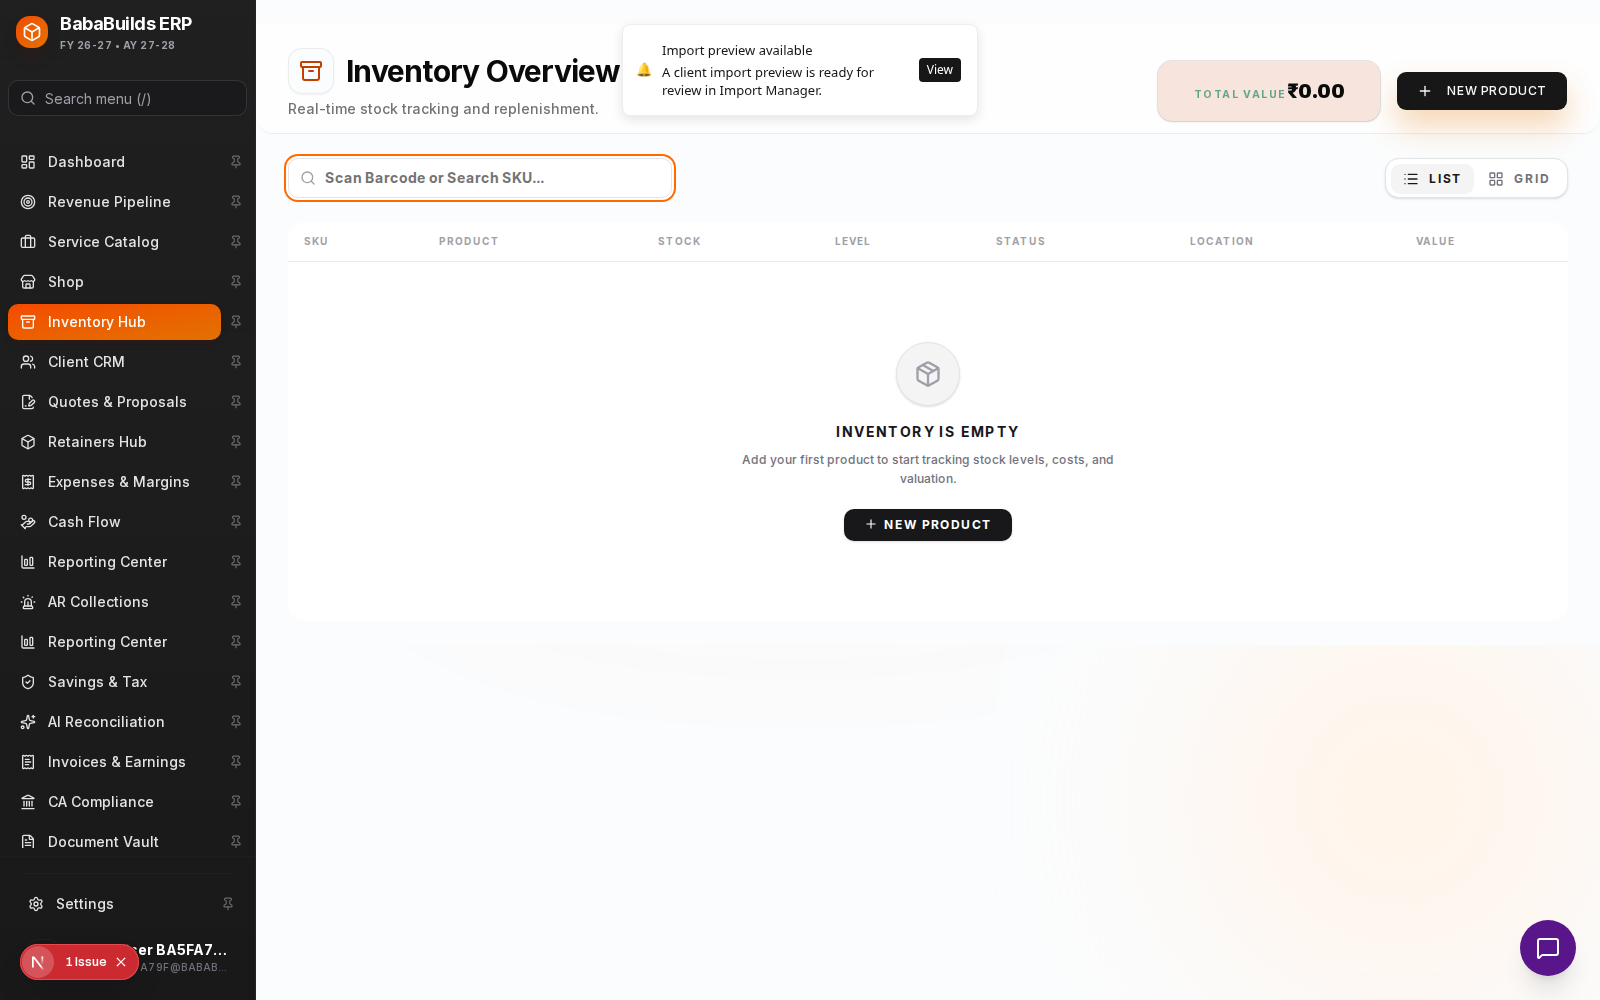 BabaBuilds ERP
FY 26-27 • AY 27-28
Search menu (/)
Dashboard
Revenue Pipeline
Service Catalog
Shop
Inventory Hub
Client CRM
Quotes & Proposals
Retainers Hub
Expenses & Margins
Cash Flow
Reporting Center
AR Collections
Reporting Center
Savings & Tax
AI Reconciliation
Invoices & Earnings
CA Compliance
Document Vault
Settings
ser BA5FA7...
A79F@BABAB...
N
1 Issue
Inventory Overview
Real-time stock tracking and replenishment.
Import preview available
A client import preview is ready for
review in Import Manager.
View
TOTAL VALUE ₹0.00
NEW PRODUCT
Scan Barcode or Search SKU...
LIST
GRID
SKU PRODUCT STOCK LEVEL STATUS LOCATION VALUE
INVENTORY IS EMPTY
Add your first product to start tracking stock levels, costs, and
valuation.
NEW PRODUCT